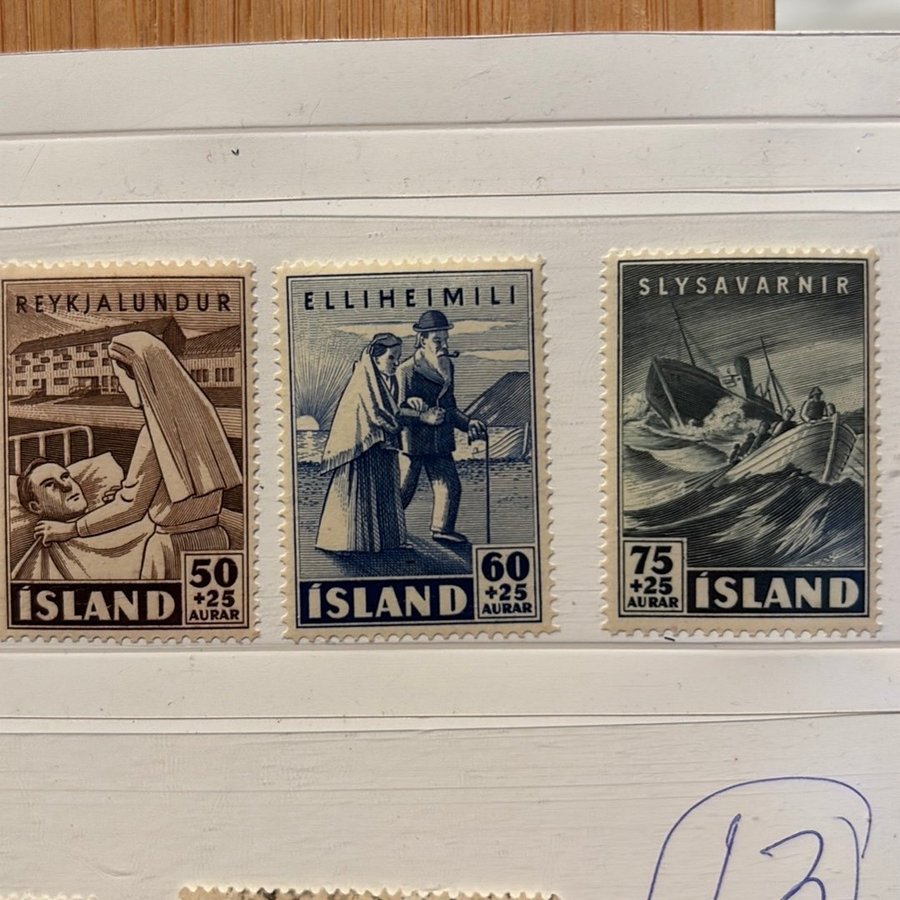 REYKJALUNDUR
50
+25
AURAR
ÍSLAND
ELLIHEIMILI
60
+25
AURAR
ÍSLAND
SLYSAVARNIR
75
+25
AURAR
ÍSLAND
13